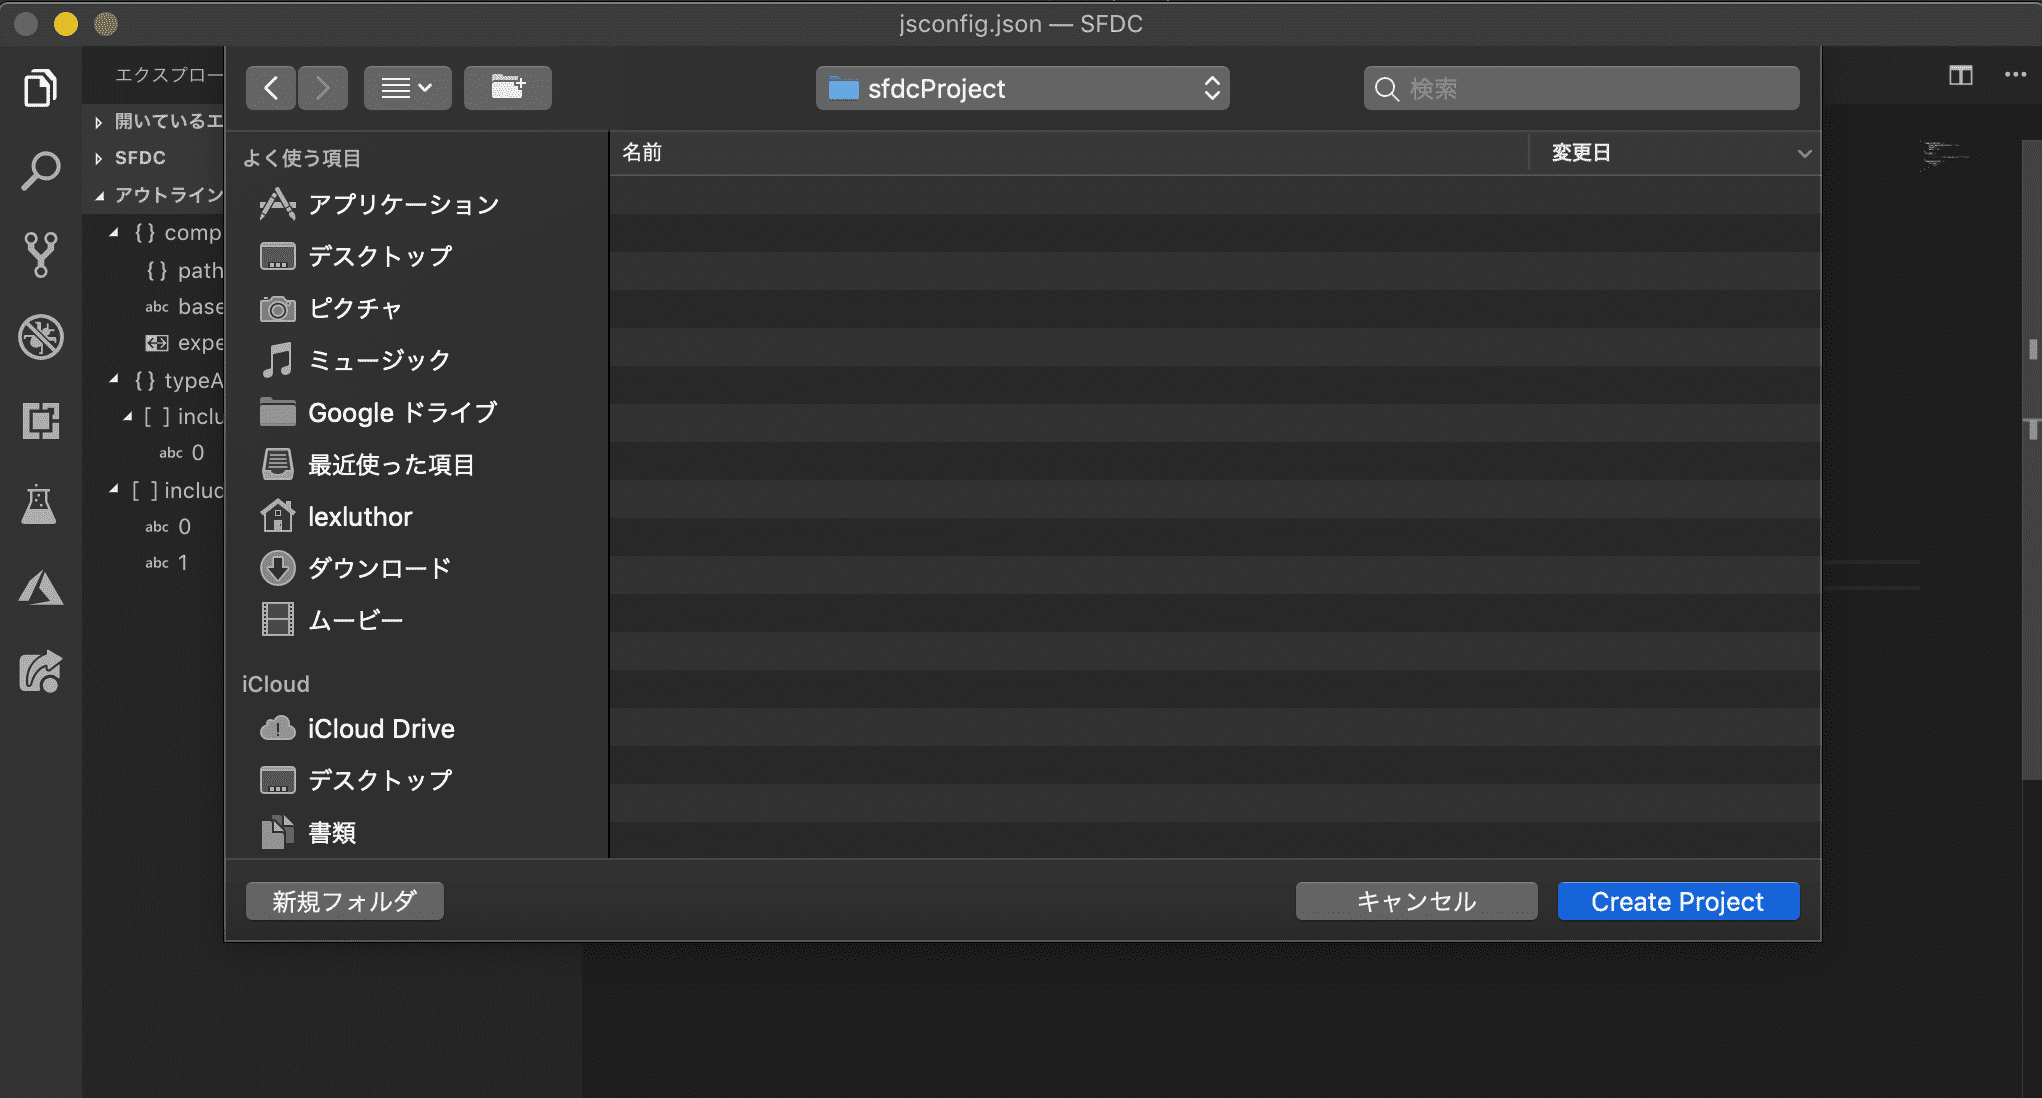 jsconfig.json — SFDC
エクスプロー
開いているエ
SFDC
アウトライン
{} comp
{} path
abc base
expe
{} typeA
[ ] inclu
abc 0
[ ] includ
abc 0
abc 1
sfdcProject
検索
よく使う項目
アプリケーション
デスクトップ
ピクチャ
ミュージック
Google ドライブ
最近使った項目
lexluthor
ダウンロード
ムービー
iCloud
iCloud Drive
デスクトップ
書類
名前
変更日
新規フォルダ
キャンセル
Create Project